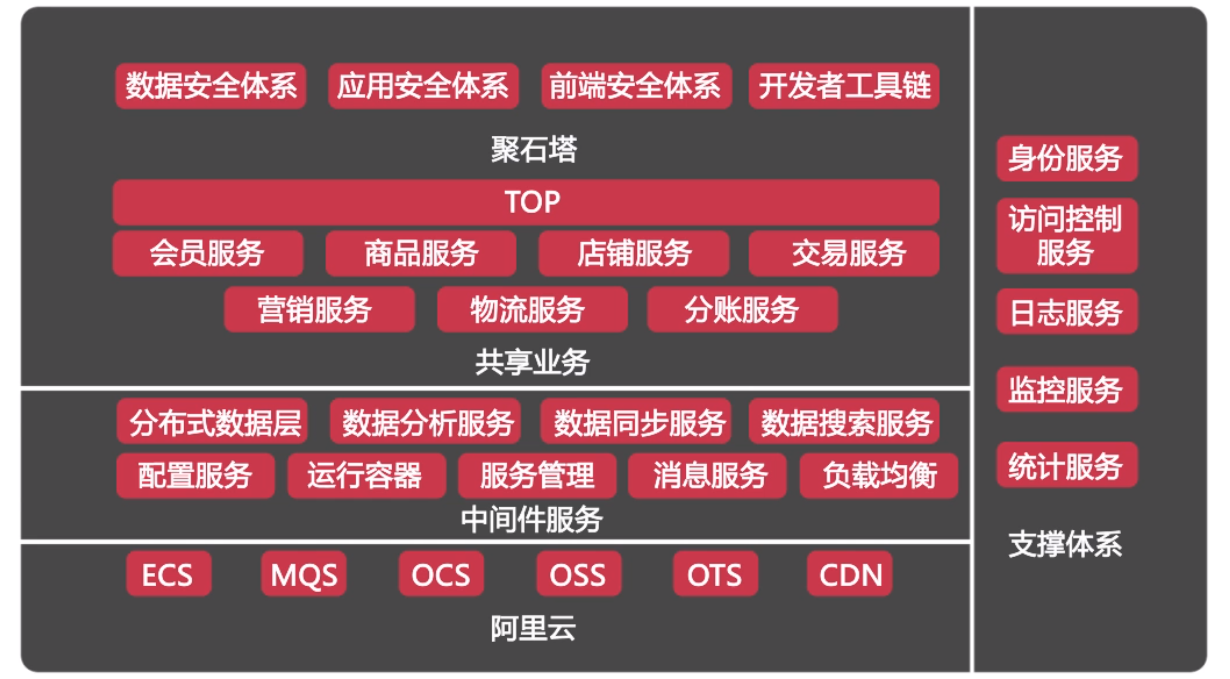 数据安全体系 应用安全体系 前端安全体系 开发者工具链
聚石塔
TOP
会员服务 商品服务 店铺服务 交易服务
营销服务 物流服务 分账服务
共享业务
分布式数据层 数据分析服务 数据同步服务 数据搜索服务
配置服务 运行容器 服务管理 消息服务 负载均衡
中间件服务
ECS MQS OCS OSS OTS CDN
阿里云
身份服务
访问控制
服务
日志服务
监控服务
统计服务
支撑体系